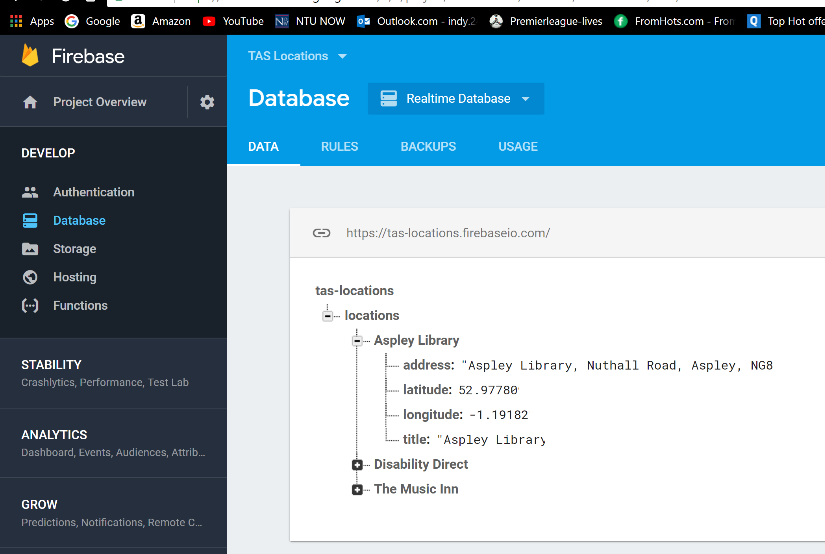 Apps Google Amazon YouTube NTU NOW Outlook.com - indy.2 Premierleague-lives FromHots.com - From Top Hot offe
Firebase
TAS Locations
Project Overview
Database Realtime Database
DATA RULES BACKUPS USAGE
DEVELOP
Authentication
Database
Storage
Hosting
Functions
STABILITY
Crashlytics, Performance, Test Lab
ANALYTICS
Dashboard, Events, Audiences, Attrib...
GROW
Predictions, Notifications, Remote C...
https://tas-locations.firebaseio.com/
tas-locations
locations
Aspley Library
address: "Aspley Library, Nuthall Road, Aspley, NG8
latitude: 52.97780
longitude: -1.19182
title: "Aspley Library
Disability Direct
The Music Inn